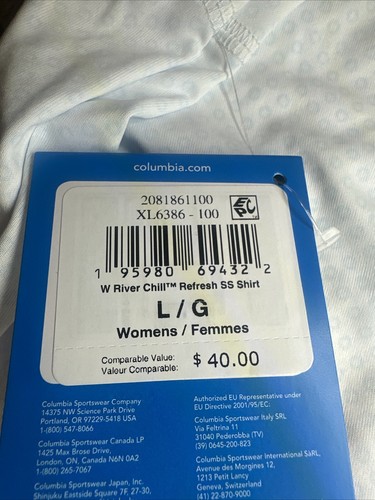 columbia.com
2081861100
XL6386 - 100
1 95980 69432 2
W River Chill™ Refresh SS Shirt
L / G
Womens / Femmes
Comparable Value:
Valeur Comparable:
$ 40.00
Columbia Sportswear Company
14375 NW Science Park Drive
Portland, OR 97229-5418 USA
1-(800) 547-8066
Columbia Sportswear Canada LP
1425 Max Brose Drive,
London, ON, Canada N6N 0A2
1-(800) 265-7067
Columbia Sportswear Japan, Inc.
Shinjuku Eastside Square 7F, 27-30,
Authorized EU Representative under
EU Directive 2001/95/EC:
Columbia Sportswear Italy SRL
Via Feltrina 11
31040 Pederobba (TV)
(39) 0645-200-823
Columbia Sportswear International SàRL
Avenue des Morgines 12,
1213 Petit Lancy
Geneva, Switzerland
(41) 22-870-9000